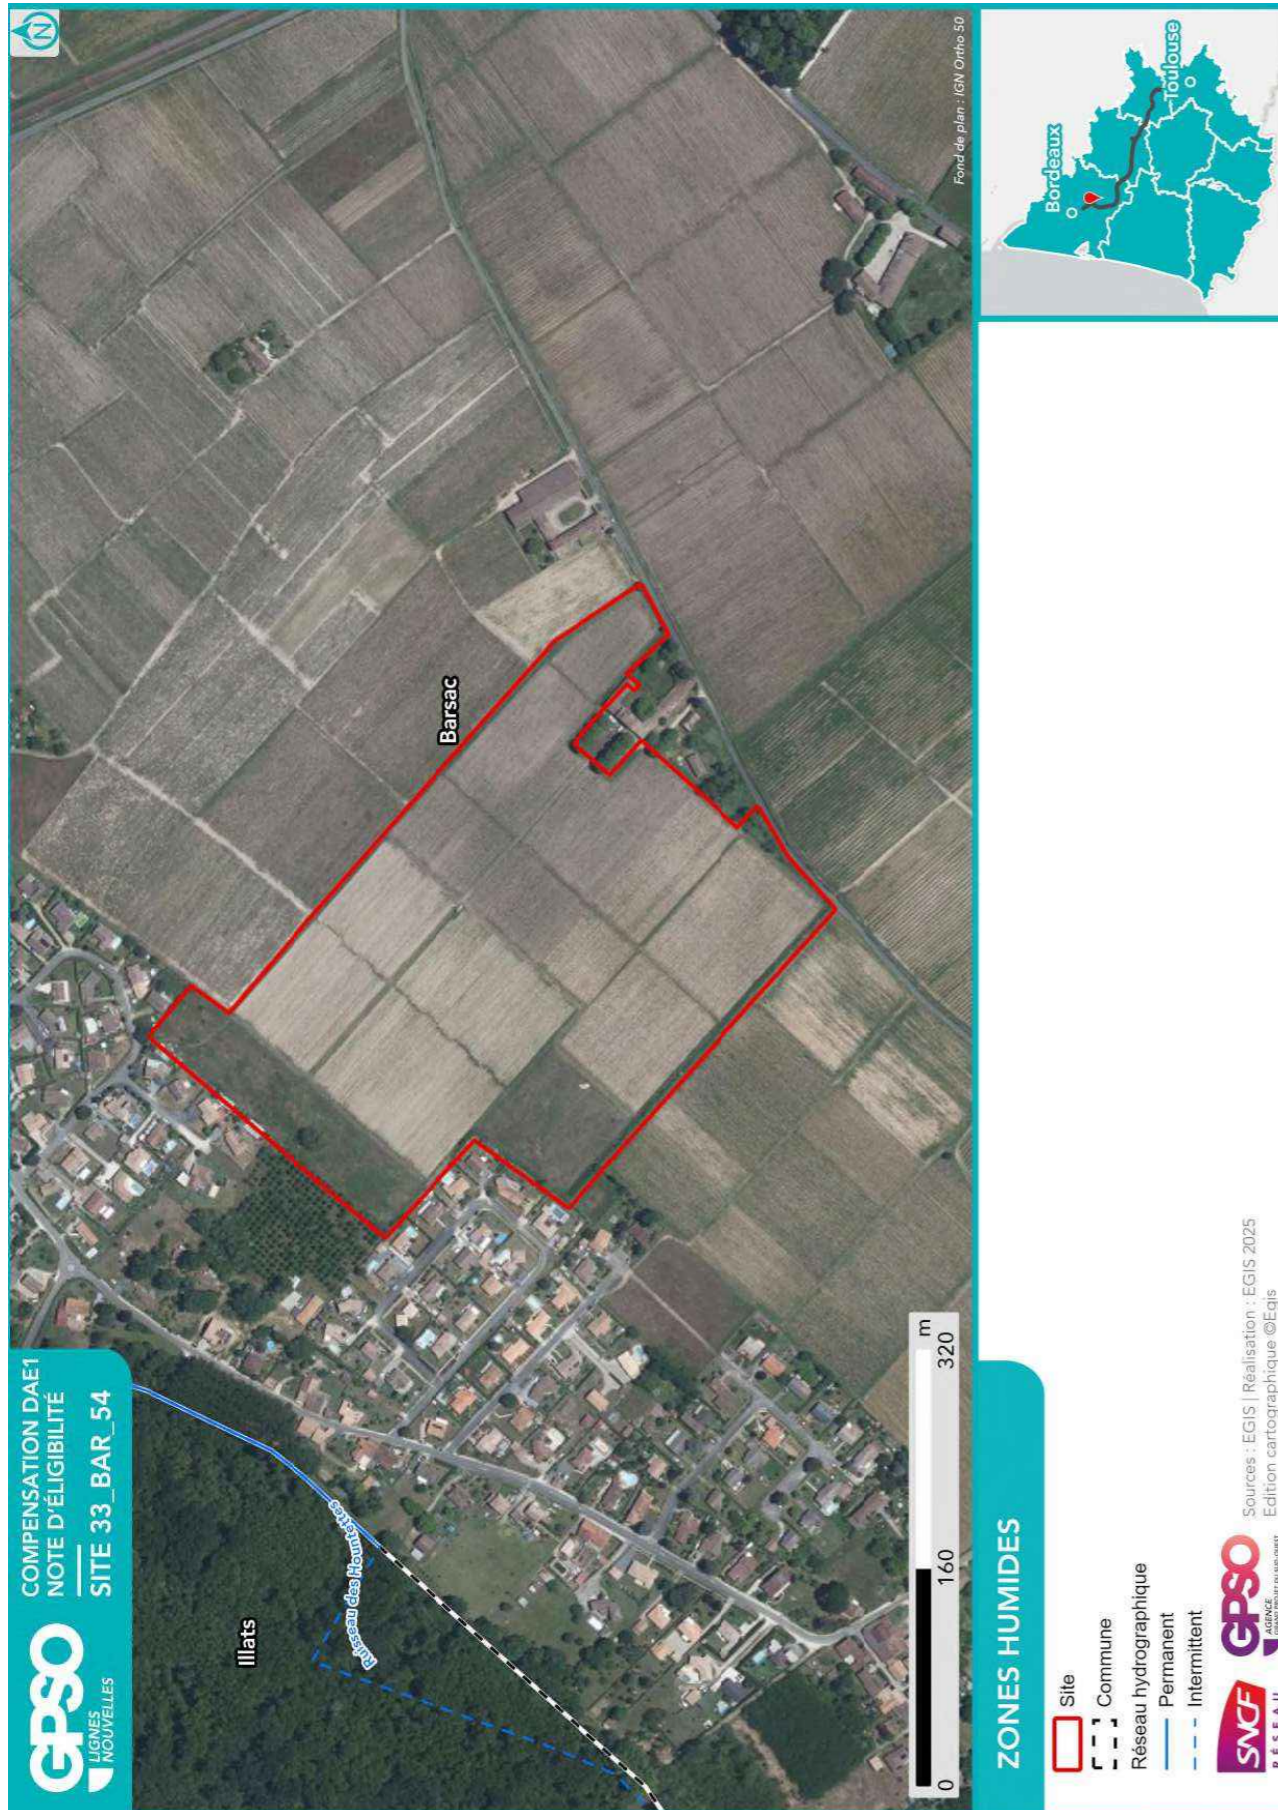 GPSO
LIGNES
NOUVELLES
COMPENSATION DAE1
NOTE D'ÉLIGIBILITÉ
SITE 33_BAR_54
N
Illats
Ruisseau des Hountettes
Barsac
Fond de plan : IGN Ortho 50
0 160 320 m
ZONES HUMIDES
Site
Commune
Réseau hydrographique
Permanent
Intermittent
SNCF
RÉSEAU
GPSO
AGENCE
Sources : EGIS | Réalisation : EGIS 2025
Edition cartographique ©Egis
Bordeaux
Toulouse